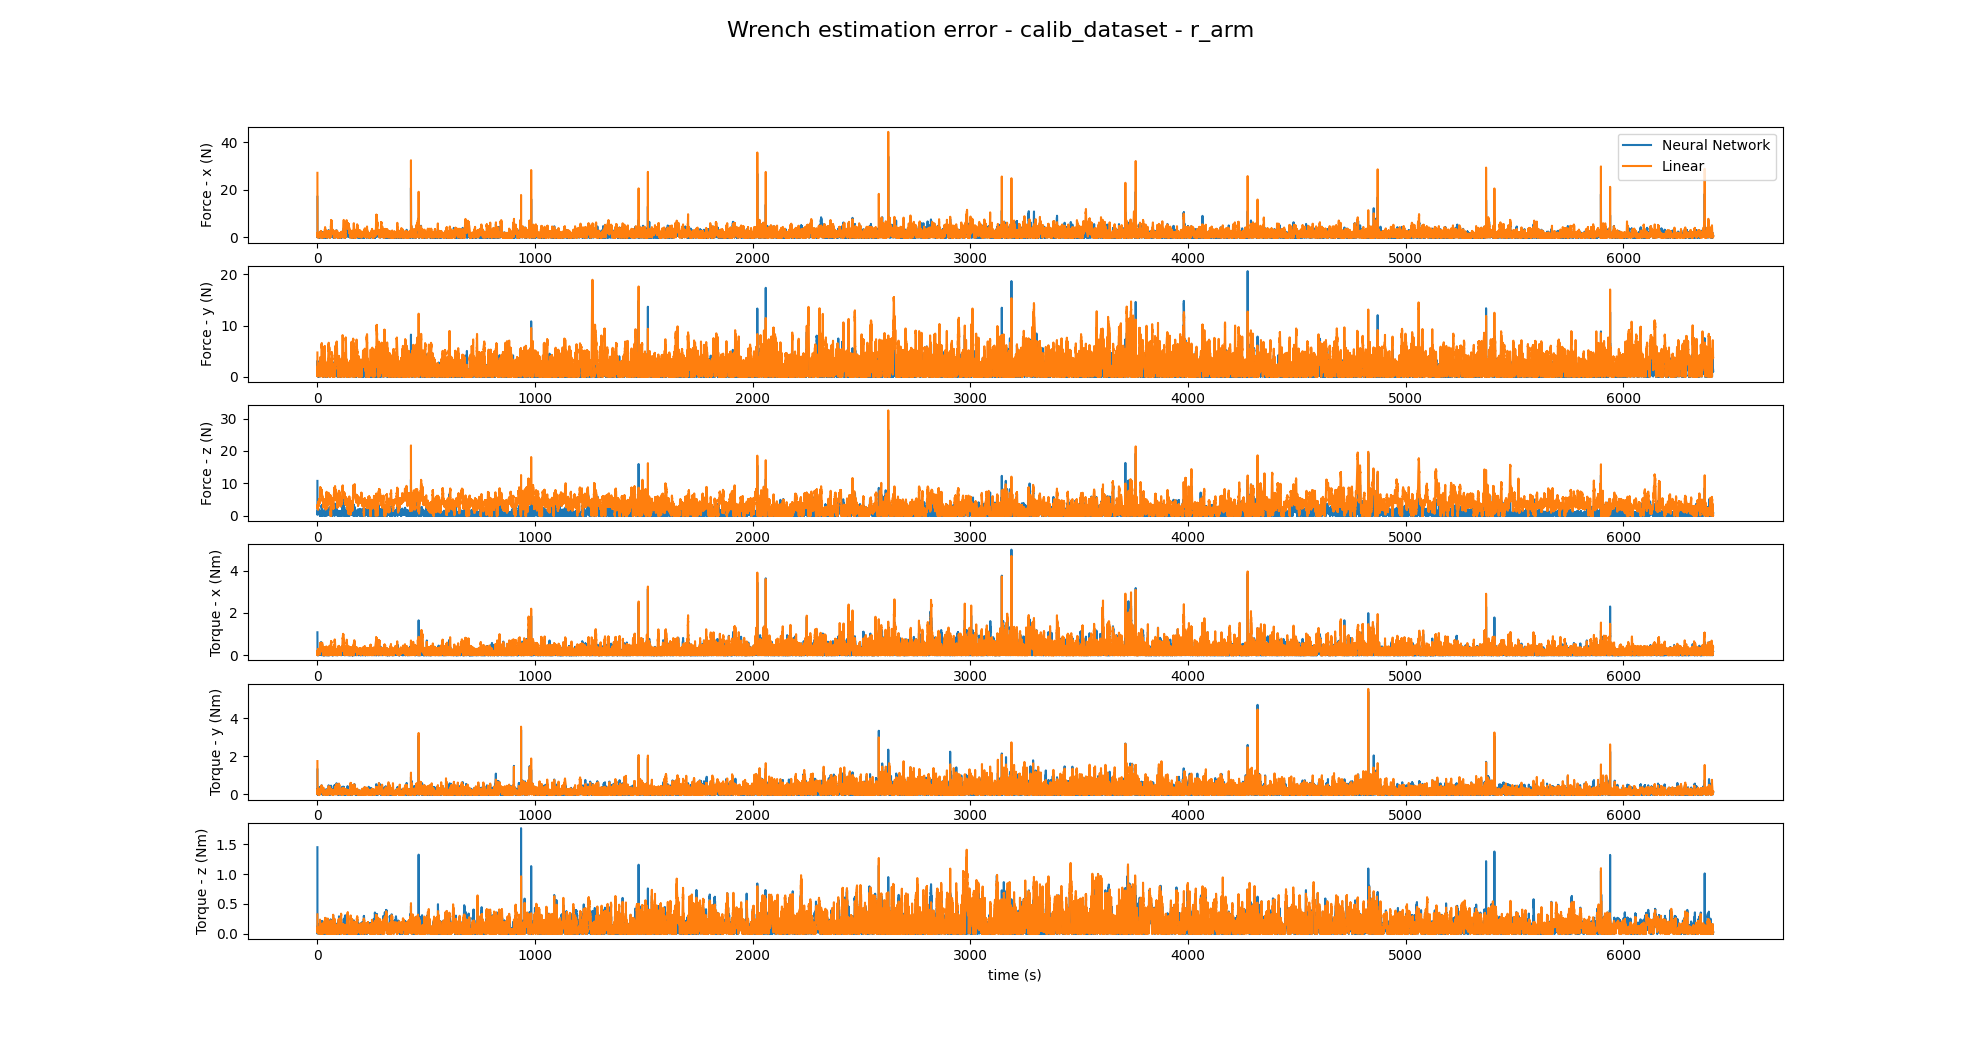 Wrench estimation error - calib_dataset - r_arm
Force - x (N)
40
20
0
Neural Network
Linear
0 1000 2000 3000 4000 5000 6000
Force - y (N)
20
10
0
0 1000 2000 3000 4000 5000 6000
Force - z (N)
30
20
10
0
0 1000 2000 3000 4000 5000 6000
Torque - x (Nm)
4
2
0
0 1000 2000 3000 4000 5000 6000
Torque - y (Nm)
4
2
0
0 1000 2000 3000 4000 5000 6000
Torque - z (Nm)
1.5
1.0
0.5
0.0
0 1000 2000 3000 4000 5000 6000
time (s)